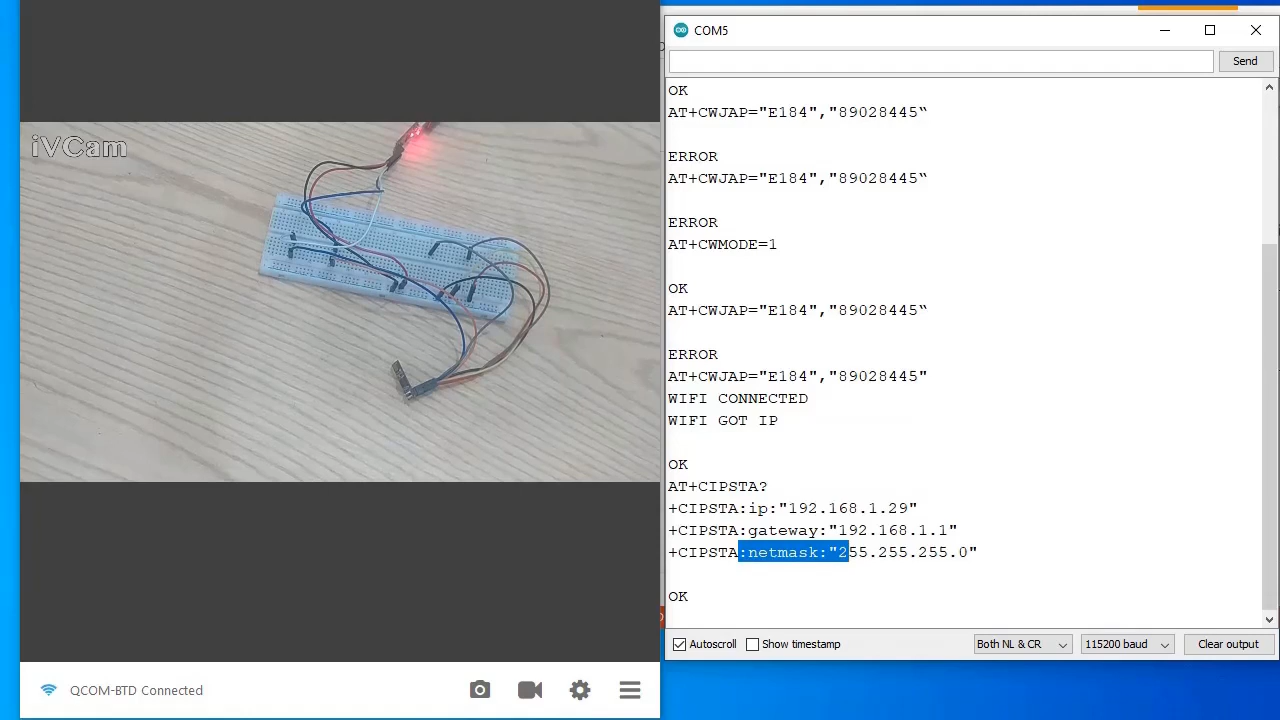 iVCam
QCOM-BTD Connected
COM5
Send
OK
AT+CWJAP="E184","89028445“

ERROR
AT+CWJAP="E184","89028445“

ERROR
AT+CWMODE=1

OK
AT+CWJAP="E184","89028445“

ERROR
AT+CWJAP="E184","89028445"
WIFI CONNECTED
WIFI GOT IP

OK
AT+CIPSTA?
+CIPSTA:ip:"192.168.1.29"
+CIPSTA:gateway:"192.168.1.1"
+CIPSTA:netmask:"255.255.255.0"

OK
Autoscroll Show timestamp Both NL & CR 115200 baud Clear output